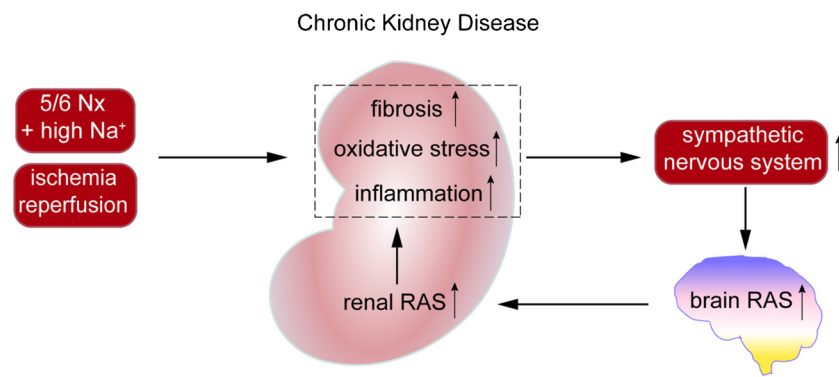 Chronic Kidney Disease
5/6 Nx
+ high Na⁺
ischemia
reperfusion
fibrosis ↑
oxidative stress ↑
inflammation ↑
renal RAS ↑
sympathetic
nervous system ↑
brain RAS ↑